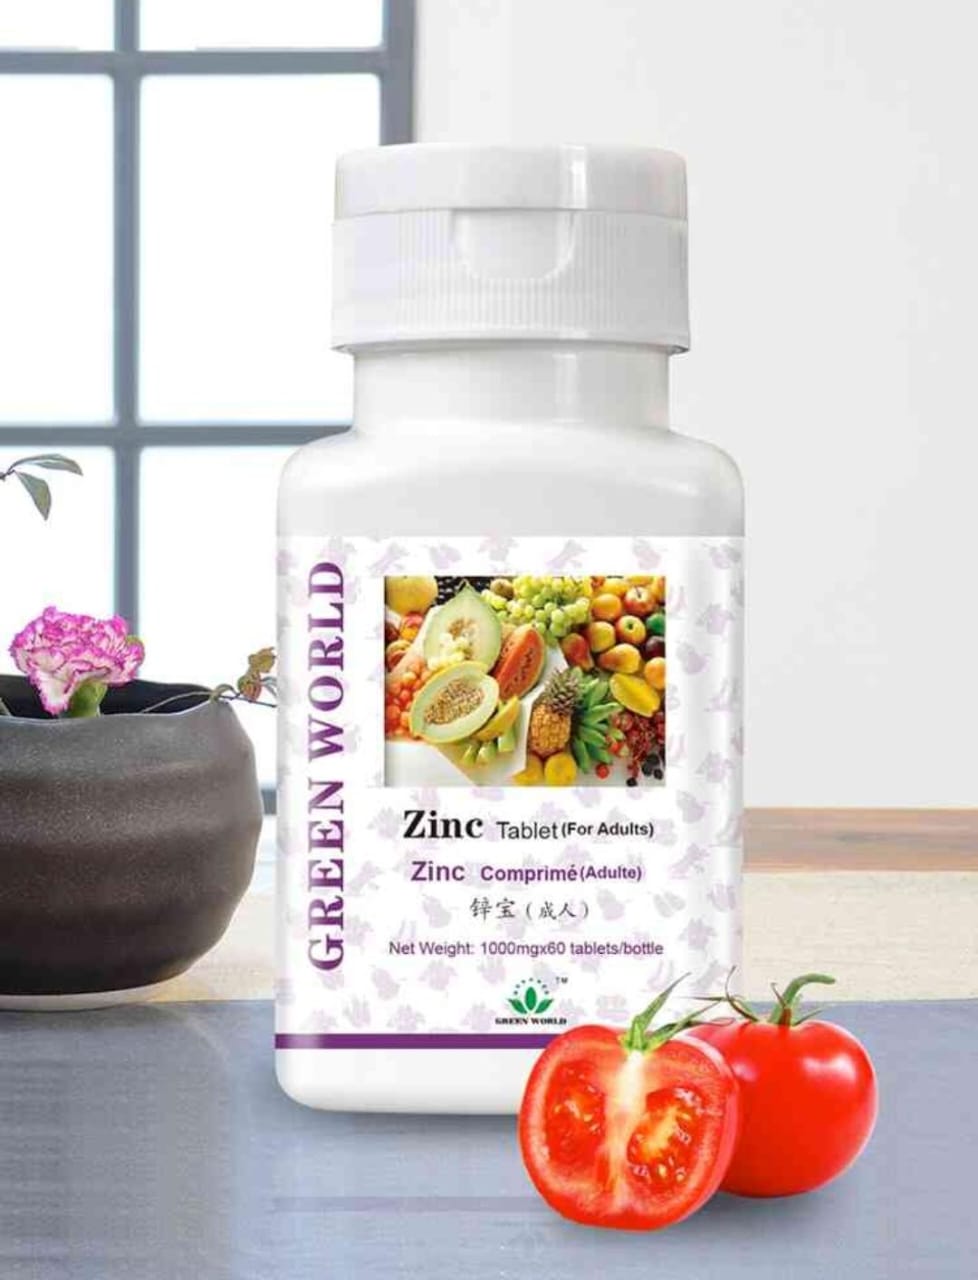 GREEN WORLD
Zinc Tablet (For Adults)
Zinc Comprimé (Adulte)
锌宝（成人）
Net Weight: 1000mgx60 tablets/bottle
TM
GREEN WORLD